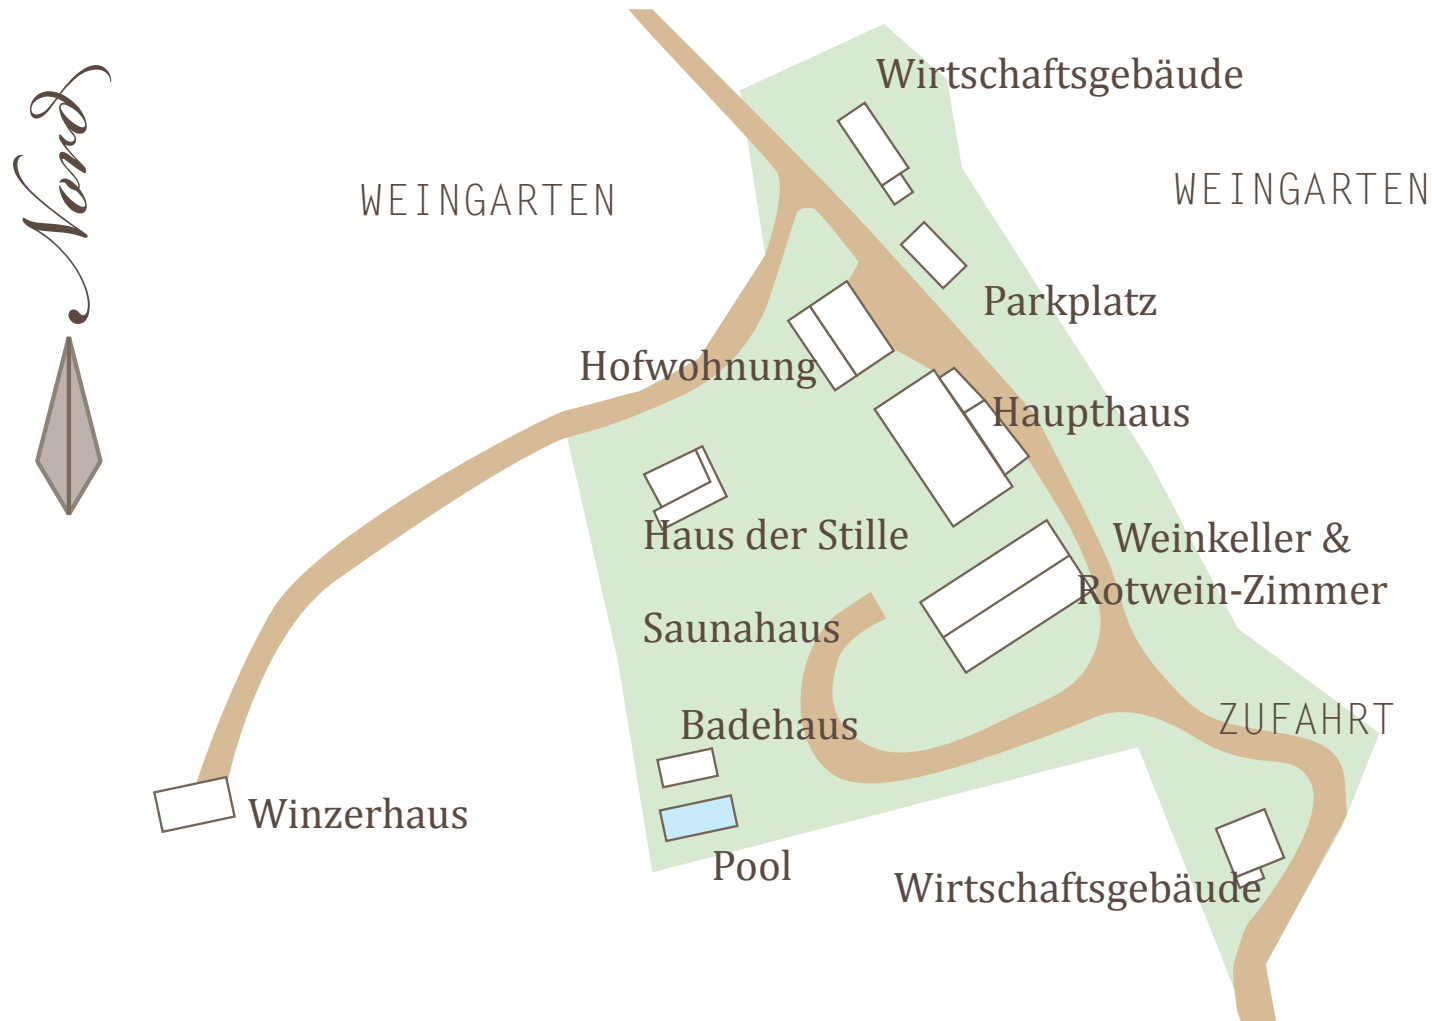 Nord
Wirtschaftsgebäude
WEINGARTEN
WEINGARTEN
Parkplatz
Hofwohnung
Haupthaus
Haus der Stille
Weinkeller &
Rotwein-Zimmer
Saunahaus
Badehaus
ZUFAHRT
Winzerhaus
Pool
Wirtschaftsgebäude